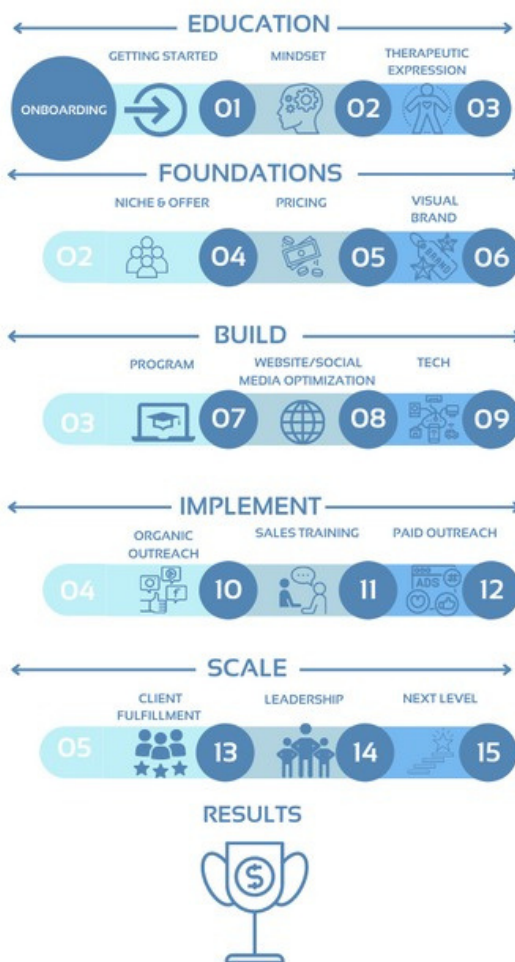 EDUCATION
GETTING STARTED
MINDSET
THERAPEUTIC
EXPRESSION
ONBOARDING
01
02
03
FOUNDATIONS
NICHE & OFFER
PRICING
VISUAL
BRAND
02
04
05
BRAND
06
BUILD
PROGRAM
WEBSITE/SOCIAL
MEDIA OPTIMIZATION
TECH
03
07
08
09
IMPLEMENT
ORGANIC
OUTREACH
SALES TRAINING
PAID OUTREACH
04
10
11
ADS
12
SCALE
CLIENT
FULFILLMENT
LEADERSHIP
NEXT LEVEL
05
13
14
15
RESULTS
$